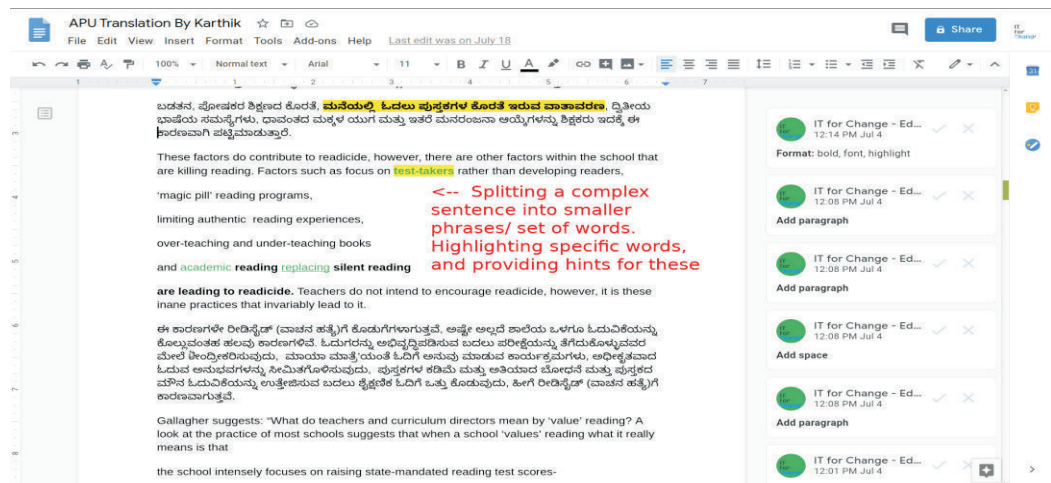 APU Translation By Karthik
File Edit View Insert Format Tools Add-ons Help Last edit was on July 18
Share
IT for Change
100% Normal text Arial 11 B I U A
1 1 2 3 4 5 6 7
31
ಬಡತನ, ಪೋಷಕರ ಶಿಕ್ಷಣದ ಕೊರತೆ, ಮನೆಯಲ್ಲಿ ಓದಲು ಪುಸ್ತಕಗಳ ಕೊರತೆ ಇರುವ ವಾತಾವರಣ, ದ್ವಿತೀಯ
ಭಾಷೆಯ ಸಮಸ್ಯೆಗಳು, ಧಾವಂತದ ಮಕ್ಕಳ ಯುಗ ಮತ್ತು ಇತರೆ ಮನರಂಜನಾ ಆಯ್ಕೆಗಳನ್ನು ಶಿಕ್ಷಕರು ಇದಕ್ಕೆ ಈ
ಕಾರಣವಾಗಿ ಪಟ್ಟಿಮಾಡುತ್ತಾರೆ.
These factors do contribute to readicide, however, there are other factors within the school that
are killing reading. Factors such as focus on test-takers rather than developing readers,
'magic pill' reading programs,
limiting authentic reading experiences,
over-teaching and under-teaching books
and academic reading replacing silent reading
<-- Splitting a complex
sentence into smaller
phrases/ set of words.
Highlighting specific words,
and providing hints for these
are leading to readicide. Teachers do not intend to encourage readicide, however, it is these
inane practices that invariably lead to it.
ಈ ಕಾರಣಗಳೇ ರೀಡಿಸೈಡ್ (ವಾಚನ ಹತ್ಯೆ)ಗೆ ಕೊಡುಗೆಗಳಾಗುತ್ತವೆ, ಅಷ್ಟೇ ಅಲ್ಲದೆ ಶಾಲೆಯ ಒಳಗೂ ಓದುವಿಕೆಯನ್ನು
ಕೊಲ್ಲುವಂತಹ ಹಲವು ಕಾರಣಗಳಿವೆ. ಓದುಗರನ್ನು ಅಭಿವೃದ್ಧಿಪಡಿಸುವ ಬದಲು ಪರೀಕ್ಷೆಯನ್ನು ತೆಗೆದುಕೊಳ್ಳುವವರ
ಮೇಲೆ ಕೇಂದ್ರೀಕರಿಸುವುದು, ಮಾಯಾ ಮಾತ್ರೆ'ಯಂತೆ ಓದಿಗೆ ಅನುವು ಮಾಡುವ ಕಾರ್ಯಕ್ರಮಗಳು, ಅಧೀಕೃತವಾದ
ಓದುವ ಅನುಭವಗಳನ್ನು ಸೀಮಿತಗೊಳಿಸುವುದು, ಪುಸ್ತಕಗಳ ಕಡಿಮೆ ಮತ್ತು ಅತಿಯಾದ ಬೋಧನೆ ಮತ್ತು ಪುಸ್ತಕದ
ಮೌನ ಓದುವಿಕೆಯನ್ನು ಉತ್ತೇಜಿಸುವ ಬದಲು ಶೈಕ್ಷಣಿಕ ಓದಿಗೆ ಒತ್ತು ಕೊಡುವುದು, ಹೀಗೆ ರೀಡಿಸೈಡ್ (ವಾಚನ ಹತ್ಯೆ)ಗೆ
ಕಾರಣವಾಗುತ್ತವೆ.
Gallagher suggests: "What do teachers and curriculum directors mean by 'value' reading? A
look at the practice of most schools suggests that when a school 'values' reading what it really
means is that
the school intensely focuses on raising state-mandated reading test scores-
IT for Change - Ed...
12:14 PM Jul 4
Format: bold, font, highlight
IT for Change - Ed...
12:08 PM Jul 4
Add paragraph
IT for Change - Ed...
12:08 PM Jul 4
Add paragraph
IT for Change - Ed...
12:08 PM Jul 4
Add space
IT for Change - Ed...
12:08 PM Jul 4
Add paragraph
IT for Change - Ed...
12:01 PM Jul 4